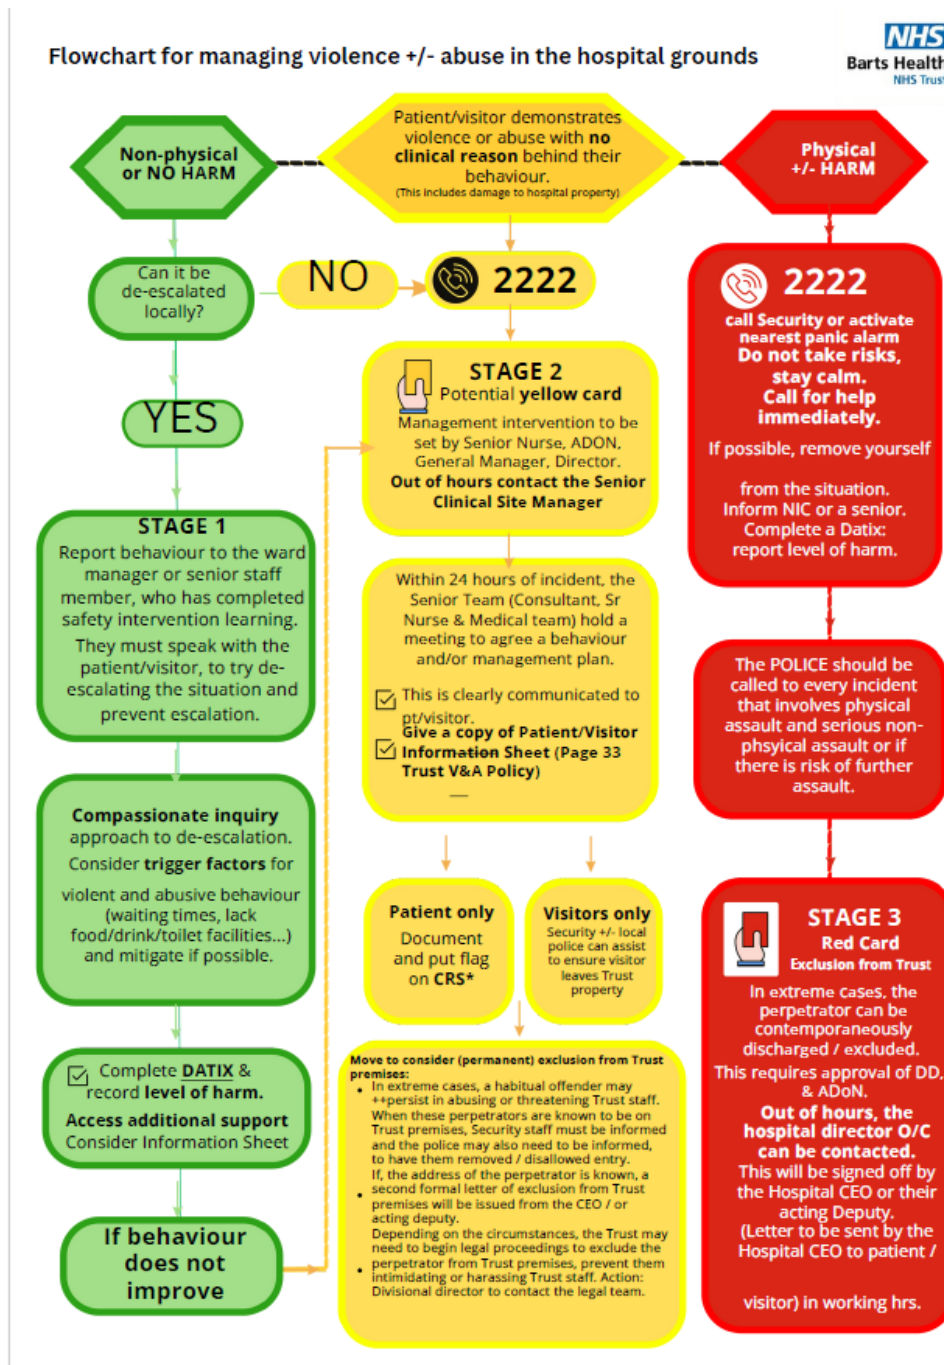 Flowchart for managing violence +/- abuse in the hospital grounds
NHS
Barts Health
NHS Trust
Non-physical
or NO HARM
Patient/visitor demonstrates
violence or abuse with no
clinical reason behind their
behaviour.
(This includes damage to hospital property)
Physical
+/- HARM
Can it be
de-escalated
locally?
NO
2222
YES
STAGE 1
Report behaviour to the ward
manager or senior staff
member, who has completed
safety intervention learning.
They must speak with the
patient/visitor, to try de-
escalating the situation and
prevent escalation.
Compassionate inquiry
approach to de-escalation.
Consider trigger factors for
violent and abusive behaviour
(waiting times, lack
food/drink/toilet facilities...)
and mitigate if possible.
Complete DATIX &
record level of harm.
Access additional support
Consider Information Sheet
If behaviour
does not
improve
STAGE 2
Potential yellow card
Management intervention to be
set by Senior Nurse, ADON,
General Manager, Director.
Out of hours contact the Senior
Clinical Site Manager
Within 24 hours of incident, the
Senior Team (Consultant, Sr
Nurse & Medical team) hold a
meeting to agree a behaviour
and/or management plan.
This is clearly communicated to
pt/visitor.
Give a copy of Patient/Visitor
Information Sheet (Page 33
Trust V&A Policy)
Patient only
Document
and put flag
on CRS*
Visitors only
Security +/- local
police can assist
to ensure visitor
leaves Trust
property
Move to consider (permanent) exclusion from Trust
premises:
• In extreme cases, a habitual offender may
++persist in abusing or threatening Trust staff.
When these perpetrators are known to be on
Trust premises, Security staff must be informed
and the police may also need to be informed,
to have them removed / disallowed entry.
If, the address of the perpetrator is known, a
• second formal letter of exclusion from Trust
premises will be issued from the CEO / or
acting deputy.
Depending on the circumstances, the Trust may
need to begin legal proceedings to exclude the
• perpetrator from Trust premises, prevent them
intimidating or harassing Trust staff. Action:
Divisional director to contact the legal team.
2222
call Security or activate
nearest panic alarm
Do not take risks,
stay calm.
Call for help
immediately.
If possible, remove yourself
from the situation.
Inform NIC or a senior.
Complete a Datix:
report level of harm.
The POLICE should be
called to every incident
that involves physical
assault and serious non-
phsyical assault or if
there is risk of further
assault.
STAGE 3
Red Card
Exclusion from Trust
In extreme cases, the
perpetrator can be
contemporaneously
discharged / excluded.
This requires approval of DD,
& ADoN.
Out of hours, the
hospital director O/C
can be contacted.
This will be signed off by
the Hospital CEO or their
acting Deputy.
(Letter to be sent by the
Hospital CEO to patient /
visitor) in working hrs.